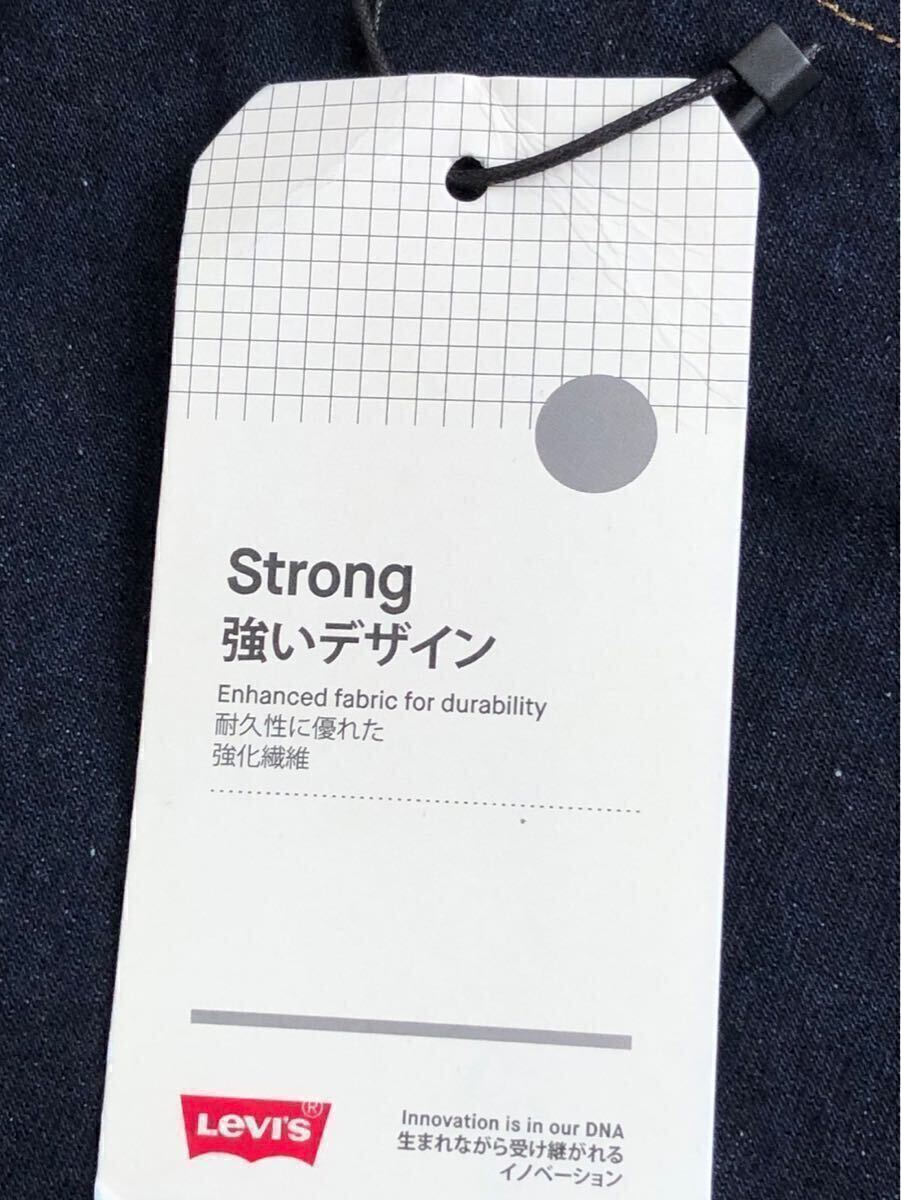 Strong
強いデザイン
Enhanced fabric for durability
耐久性に優れた
強化繊維
LEVI'S®
Innovation is in our DNA
生まれながら受け継がれる
イノベーション